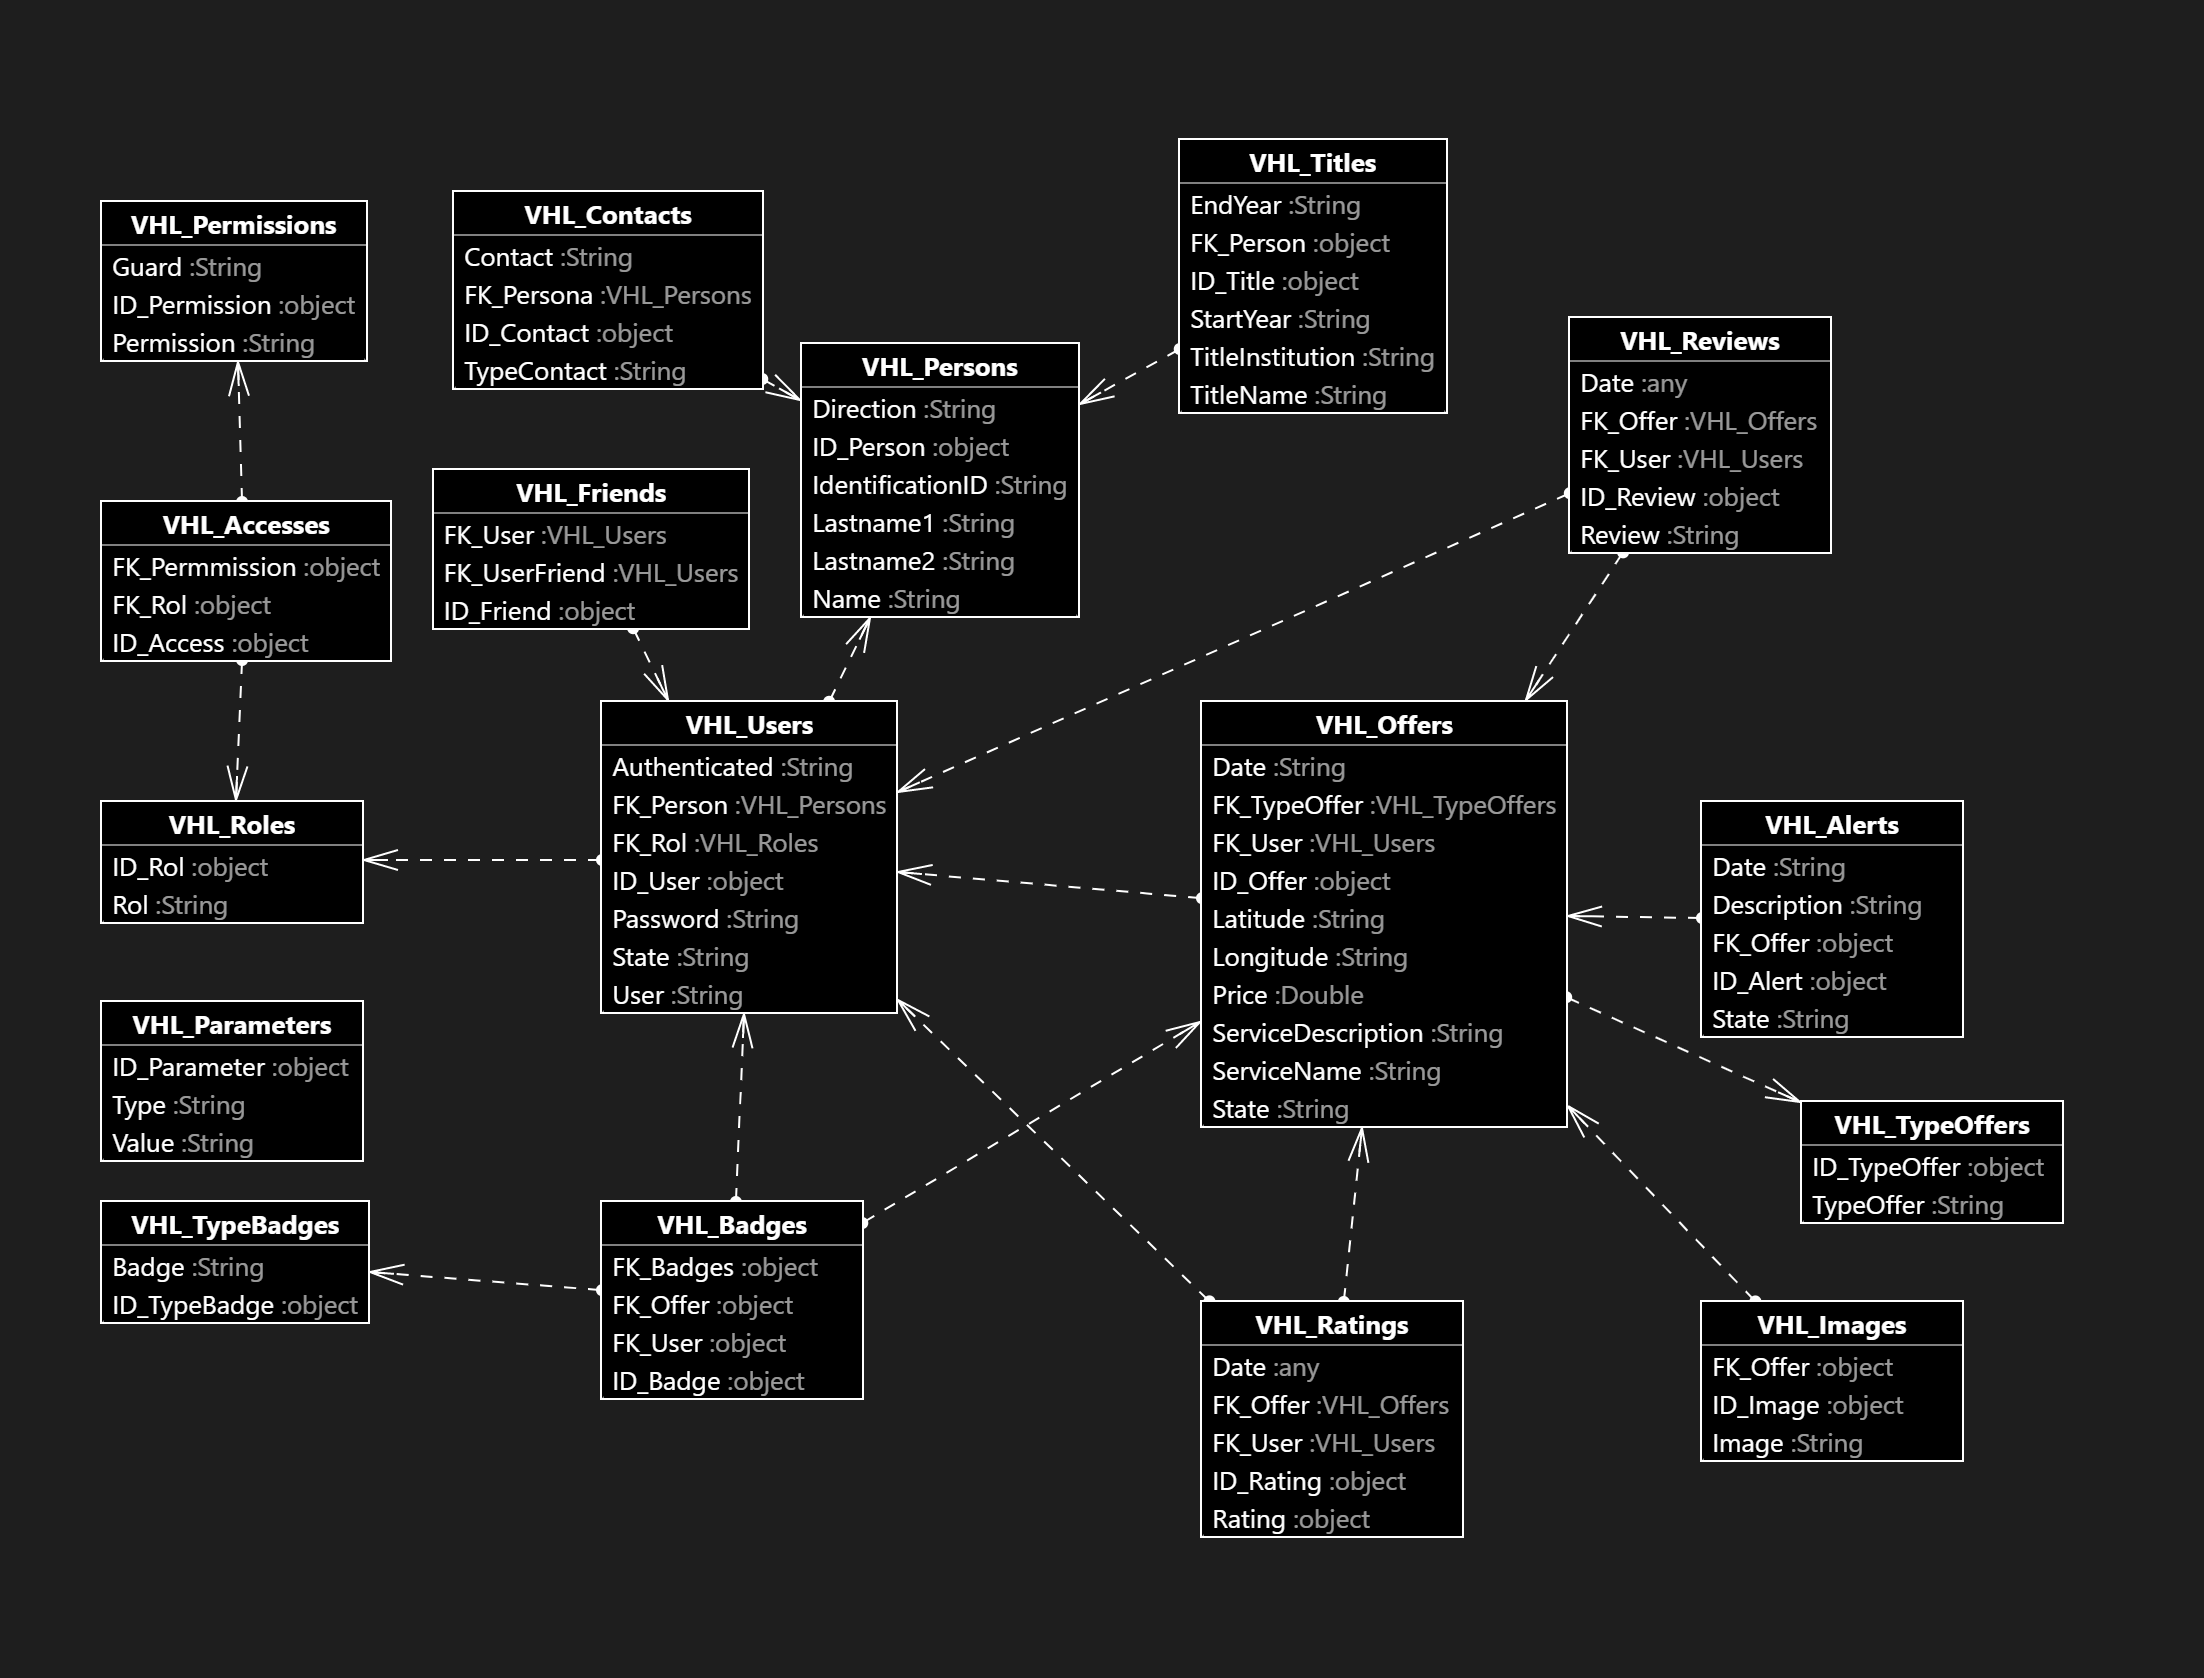 VHL_Titles
EndYear :String
FK_Person :object
ID_Title :object
StartYear :String
TitleInstitution :String
TitleName :String
VHL_Permissions
Guard :String
ID_Permission :object
Permission :String
VHL_Contacts
Contact :String
FK_Persona :VHL_Persons
ID_Contact :object
TypeContact :String
VHL_Persons
Direction :String
ID_Person :object
IdentificationID :String
Lastname1 :String
Lastname2 :String
Name :String
VHL_Reviews
Date :any
FK_Offer :VHL_Offers
FK_User :VHL_Users
ID_Review :object
Review :String
VHL_Accesses
FK_Permmission :object
FK_Rol :object
ID_Access :object
VHL_Friends
FK_User :VHL_Users
FK_UserFriend :VHL_Users
ID_Friend :object
VHL_Users
Authenticated :String
FK_Person :VHL_Persons
FK_Rol :VHL_Roles
ID_User :object
Password :String
State :String
User :String
VHL_Offers
Date :String
FK_TypeOffer :VHL_TypeOffers
FK_User :VHL_Users
ID_Offer :object
Latitude :String
Longitude :String
Price :Double
ServiceDescription :String
ServiceName :String
State :String
VHL_Roles
ID_Rol :object
Rol :String
VHL_Alerts
Date :String
Description :String
FK_Offer :object
ID_Alert :object
State :String
VHL_Parameters
ID_Parameter :object
Type :String
Value :String
VHL_TypeOffers
ID_TypeOffer :object
TypeOffer :String
VHL_TypeBadges
Badge :String
ID_TypeBadge :object
VHL_Badges
FK_Badges :object
FK_Offer :object
FK_User :object
ID_Badge :object
VHL_Ratings
Date :any
FK_Offer :VHL_Offers
FK_User :VHL_Users
ID_Rating :object
Rating :object
VHL_Images
FK_Offer :object
ID_Image :object
Image :String